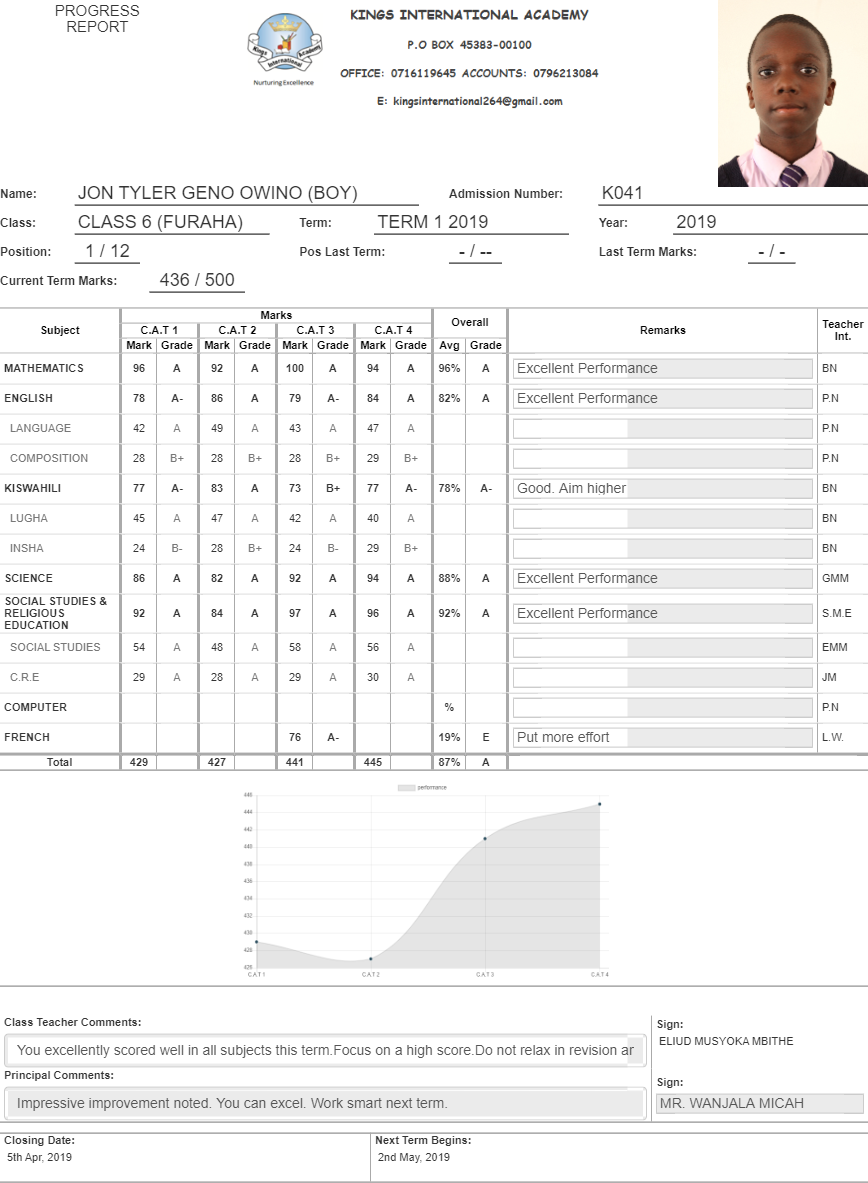 PROGRESS
REPORT
KINGS INTERNATIONAL ACADEMY
P.O BOX 45383-00100
OFFICE: 0716119645 ACCOUNTS: 0796213084
E: kingsinternational264@gmail.com
Kings Academy
International
Nurturing Excellence
Name: JON TYLER GENO OWINO (BOY) Admission Number: K041
Class: CLASS 6 (FURAHA) Term: TERM 1 2019 Year: 2019
Position: 1 / 12 Pos Last Term: - / -- Last Term Marks: - / -
Current Term Marks: 436 / 500
Subject Marks Overall Remarks Teacher Int.
C.A.T 1 C.A.T 2 C.A.T 3 C.A.T 4
Mark Grade Mark Grade Mark Grade Mark Grade Avg Grade
MATHEMATICS 96 A 92 A 100 A 94 A 96% A Excellent Performance BN
ENGLISH 78 A- 86 A 79 A- 84 A 82% A Excellent Performance P.N
LANGUAGE 42 A 49 A 43 A 47 A P.N
COMPOSITION 28 B+ 28 B+ 28 B+ 29 B+ P.N
KISWAHILI 77 A- 83 A 73 B+ 77 A- 78% A- Good. Aim higher BN
LUGHA 45 A 47 A 42 A 40 A BN
INSHA 24 B- 28 B+ 24 B- 29 B+ BN
SCIENCE 86 A 82 A 92 A 94 A 88% A Excellent Performance GMM
SOCIAL STUDIES &
RELIGIOUS
EDUCATION 92 A 84 A 97 A 96 A 92% A Excellent Performance S.M.E
SOCIAL STUDIES 54 A 48 A 58 A 56 A EMM
C.R.E 29 A 28 A 29 A 30 A JM
COMPUTER % P.N
FRENCH 76 A- 19% E Put more effort L.W.
Total 429 427 441 445 87% A
performance
446
444
442
440
438
436
434
432
430
428
426
C.A.T 1 C.A.T 2 C.A.T 3 C.A.T 4
Class Teacher Comments: Sign:
You excellently scored well in all subjects this term.Focus on a high score.Do not relax in revision ar ELIUD MUSYOKA MBITHE
Principal Comments: Sign:
Impressive improvement noted. You can excel. Work smart next term. MR. WANJALA MICAH
Closing Date: Next Term Begins:
5th Apr, 2019 2nd May, 2019